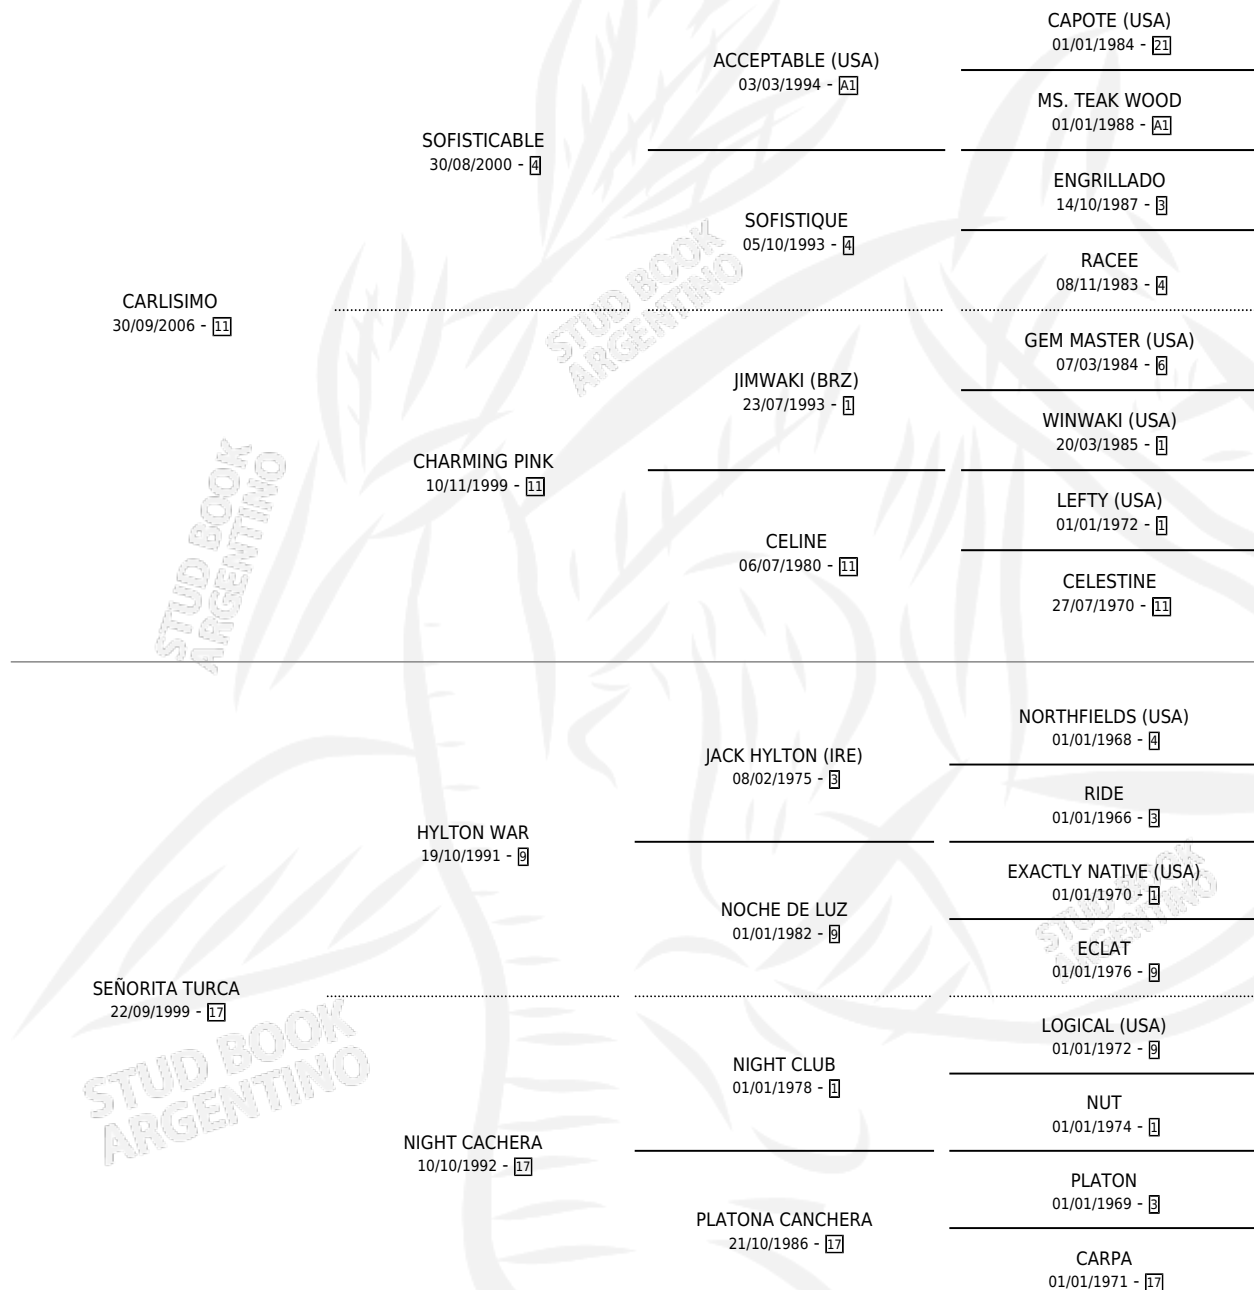 CAPOTE (USA)
01/01/1984 - 21
ACCEPTABLE (USA)
03/03/1994 - A1
MS. TEAK WOOD
01/01/1988 - A1
SOFISTICABLE
30/08/2000 - 4
ENGRILLADO
14/10/1987 - 3
SOFISTIQUE
05/10/1993 - 4
RACEE
08/11/1983 - 4
CARLISIMO
30/09/2006 - 11
GEM MASTER (USA)
07/03/1984 - 6
JIMWAKI (BRZ)
23/07/1993 - 1
WINWAKI (USA)
20/03/1985 - 1
CHARMING PINK
10/11/1999 - 11
LEFTY (USA)
01/01/1972 - 1
CELINE
06/07/1980 - 11
CELESTINE
27/07/1970 - 11
NORTHFIELDS (USA)
01/01/1968 - 4
JACK HYLTON (IRE)
08/02/1975 - 3
RIDE
01/01/1966 - 3
HYLTON WAR
19/10/1991 - 9
EXACTLY NATIVE (USA)
01/01/1970 - 1
NOCHE DE LUZ
01/01/1982 - 9
ECLAT
01/01/1976 - 9
SEÑORITA TURCA
22/09/1999 - 17
LOGICAL (USA)
01/01/1972 - 9
NIGHT CLUB
01/01/1978 - 1
NUT
01/01/1974 - 1
NIGHT CACHERA
10/10/1992 - 17
PLATON
01/01/1969 - 3
PLATONA CANCHERA
21/10/1986 - 17
CARPA
01/01/1971 - 17
STUD BOOK
ARGENTINO
STUD BOOK
ARGENTINO
STUD BOOK
ARGENTINO
STUD BOOK
ARGENTINO